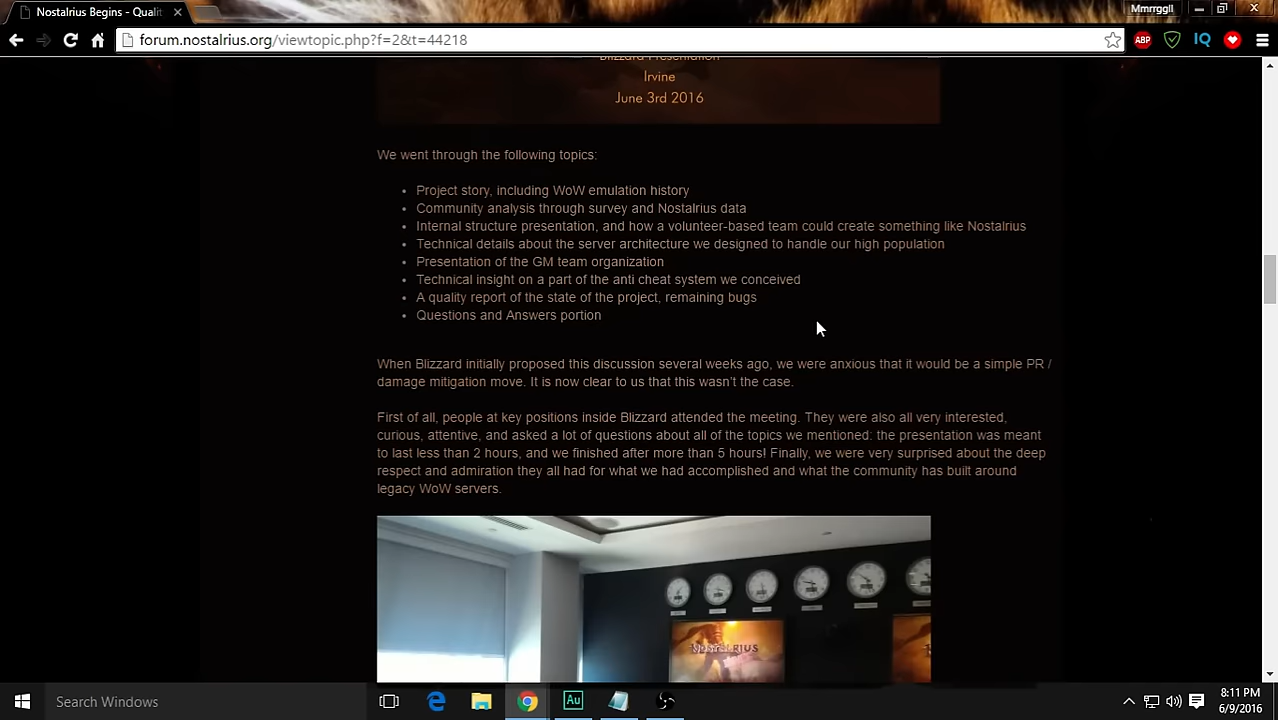 Nostalrius Begins - Qualit
Mmrrggll
forum.nostalrius.org/viewtopic.php?f=2&t=44218
ABP
IQ
Blizzard Presentation
Irvine
June 3rd 2016
We went through the following topics:
Project story, including WoW emulation history
Community analysis through survey and Nostalrius data
Internal structure presentation, and how a volunteer-based team could create something like Nostalrius
Technical details about the server architecture we designed to handle our high population
Presentation of the GM team organization
Technical insight on a part of the anti cheat system we conceived
A quality report of the state of the project, remaining bugs
Questions and Answers portion
When Blizzard initially proposed this discussion several weeks ago, we were anxious that it would be a simple PR /
damage mitigation move. It is now clear to us that this wasn't the case.
First of all, people at key positions inside Blizzard attended the meeting. They were also all very interested,
curious, attentive, and asked a lot of questions about all of the topics we mentioned: the presentation was meant
to last less than 2 hours, and we finished after more than 5 hours! Finally, we were very surprised about the deep
respect and admiration they all had for what we had accomplished and what the community has built around
legacy WoW servers.
NOSTALRIUS
Search Windows
Au
8:11 PM
6/9/2016